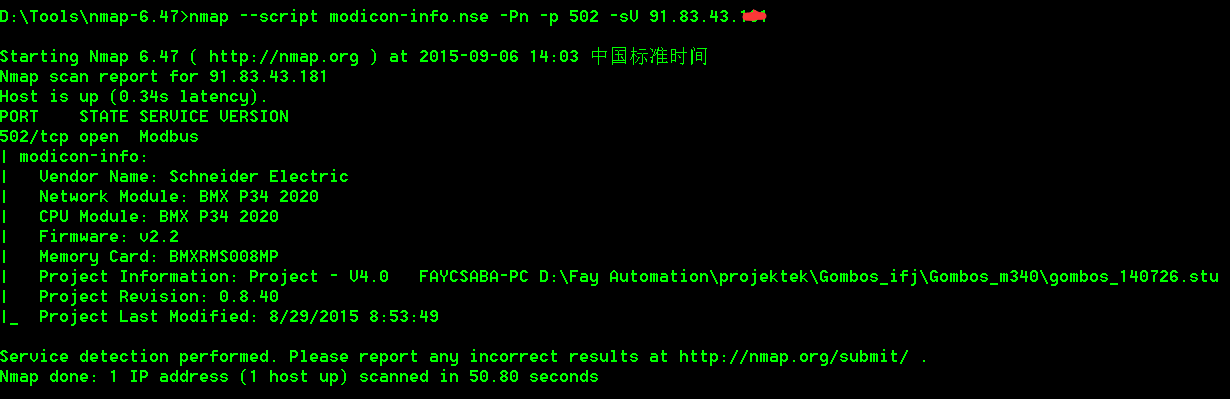 D:\Tools\nmap-6.47>nmap --script modicon-info.nse -Pn -p 502 -sV 91.83.43.
Starting Nmap 6.47 ( http://nmap.org ) at 2015-09-06 14:03 中国标准时间
Nmap scan report for 91.83.43.181
Host is up (0.34s latency).
PORT    STATE SERVICE VERSION
502/tcp open  Modbus
| modicon-info:
|   Vendor Name: Schneider Electric
|   Network Module: BMX P34 2020
|   CPU Module: BMX P34 2020
|   Firmware: v2.2
|   Memory Card: BMXRMS008MP
|   Project Information: Project - V4.0   FAYCSABA-PC D:\Fay Automation\projektek\Gombos_ifj\Gombos_m340\gombos_140726.stu
|   Project Revision: 0.8.40
|_  Project Last Modified: 8/29/2015 8:53:49
Service detection performed. Please report any incorrect results at http://nmap.org/submit/ .
Nmap done: 1 IP address (1 host up) scanned in 50.80 seconds